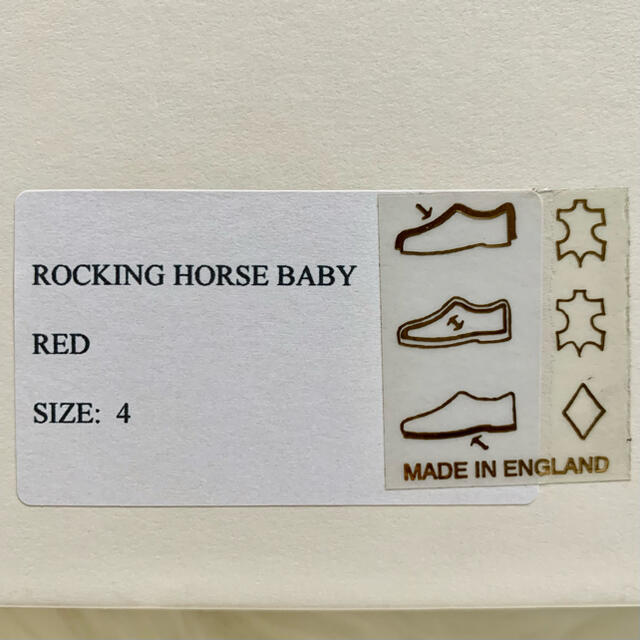 ROCKING HORSE BABY
RED
SIZE: 4
MADE IN ENGLAND